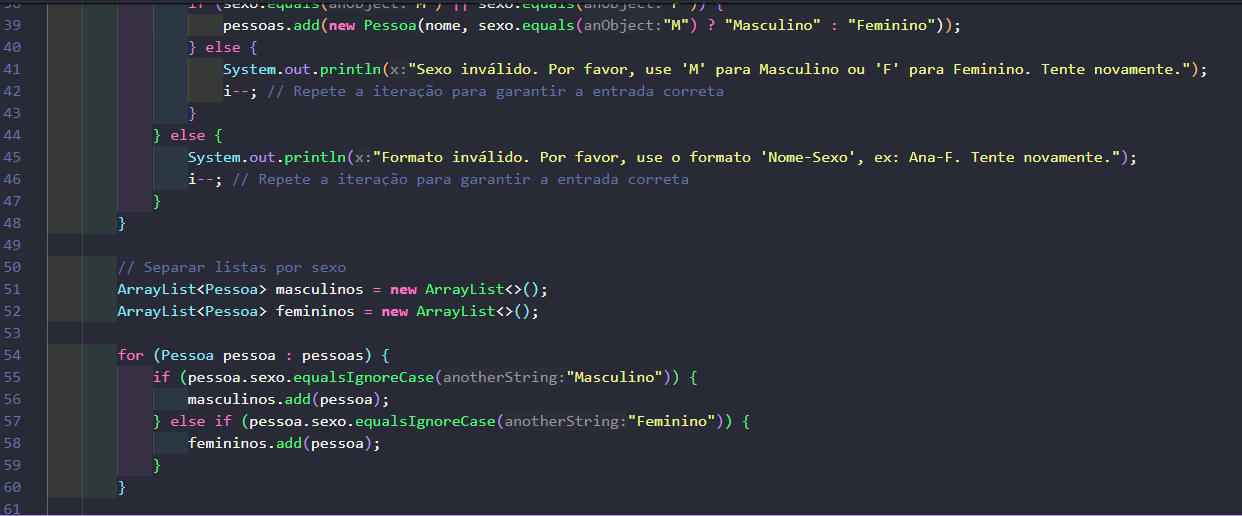 38 if (sexo.equals(anObject:"M") || sexo.equals(anObject:"F")) {
39 pessoas.add(new Pessoa(nome, sexo.equals(anObject:"M") ? "Masculino" : "Feminino"));
40 } else {
41 System.out.println(x:"Sexo inválido. Por favor, use 'M' para Masculino ou 'F' para Feminino. Tente novamente.");
42 i--; // Repete a iteração para garantir a entrada correta
43 }
44 } else {
45 System.out.println(x:"Formato inválido. Por favor, use o formato 'Nome-Sexo', ex: Ana-F. Tente novamente.");
46 i--; // Repete a iteração para garantir a entrada correta
47 }
48 }
49
50 // Separar listas por sexo
51 ArrayList<Pessoa> masculinos = new ArrayList<>();
52 ArrayList<Pessoa> femininos = new ArrayList<>();
53
54 for (Pessoa pessoa : pessoas) {
55 if (pessoa.sexo.equalsIgnoreCase(anotherString:"Masculino")) {
56 masculinos.add(pessoa);
57 } else if (pessoa.sexo.equalsIgnoreCase(anotherString:"Feminino")) {
58 femininos.add(pessoa);
59 }
60 }
61